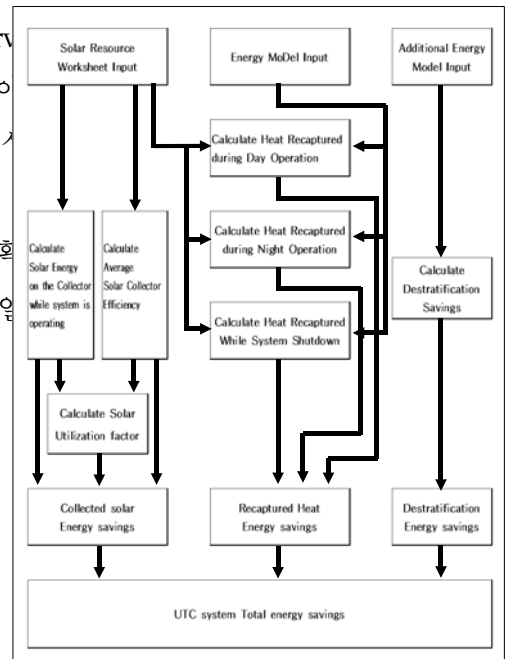 Solar Resource
Worksheet Input
Energy MoDel Input
Additional Energy
Model Input
Calculate Heat Recaptured
during Day Operation
Calculate
Solar Energy
on the Collector
while system is
operating
Calculate
Average
Solar Collector
Efficiency
Calculate Heat Recaptured
during Night Operation
Calculate
Destratification
Savings
Calculate Heat Recaptured
While System Shutdown
Calculate Solar
Utilization factor
Collected solar
Energy savings
Recaptured Heat
Energy savings
Destratification
Energy savings
UTC system Total energy savings